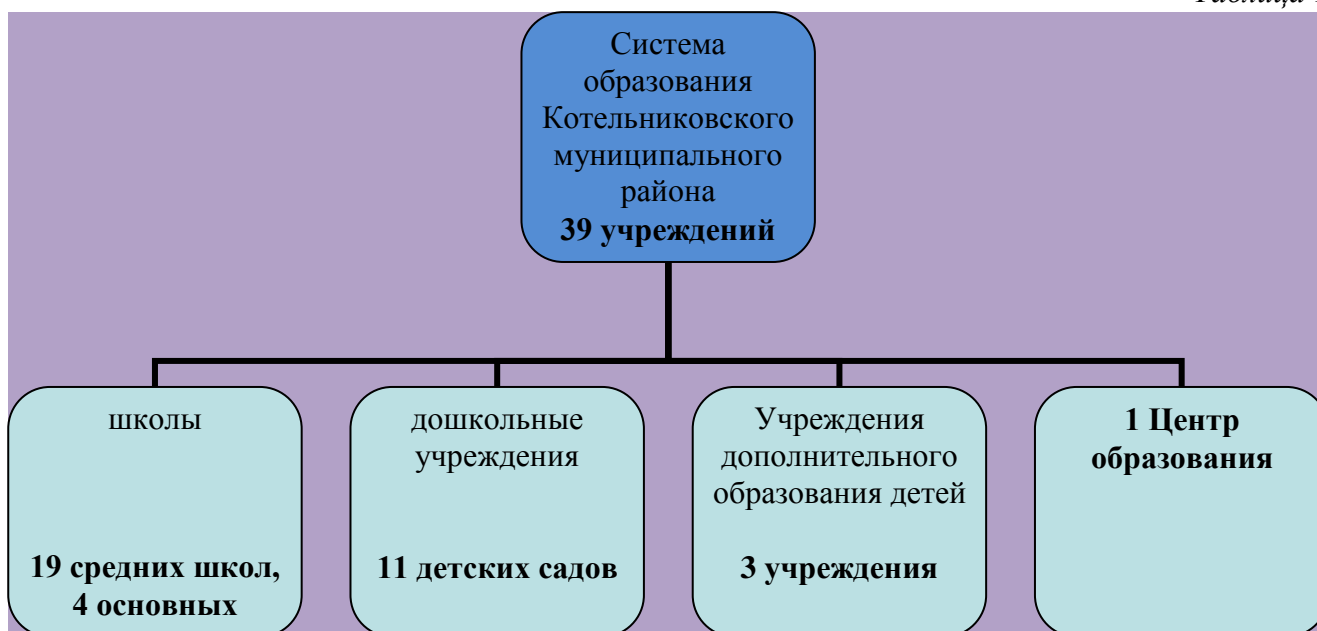 Система
образования
Котельниковского
муниципального
района
39 учреждений
школы
19 средних школ,
4 основных
дошкольные
учреждения
11 детских садов
Учреждения
дополнительного
образования детей
3 учреждения
1 Центр
образования